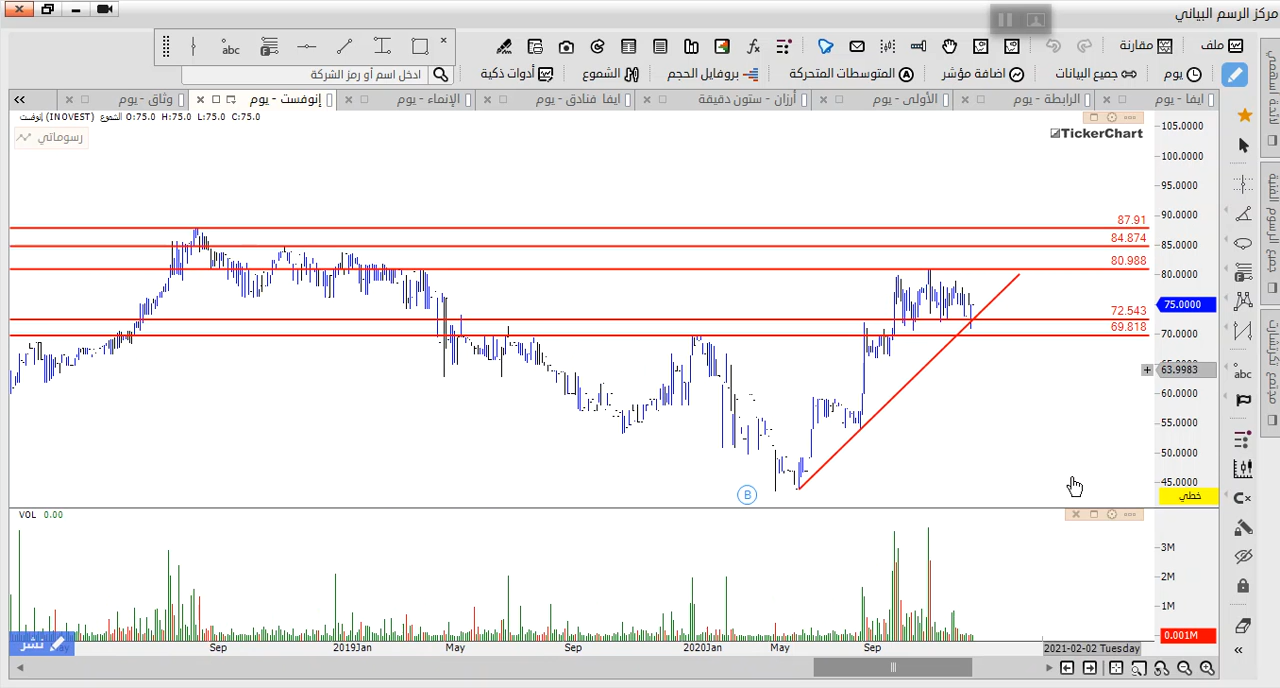 مركز الرسم البياني
ملف
مقارنة
abc
يوم
جميع البيانات
اضافة مؤشر
المتوسطات المتحركة
بروفايل الحجم
الشموع
أدوات ذكية
ادخل اسم أو رمز الشركة
ايفا - يوم
الرابطة - يوم
الأولى - يوم
أرزان - ستون دقيقة
ايفا فنادق - يوم
الإنماء - يوم
إنوفست - يوم
وثاق - يوم
إنوفست (INOVEST) الشموع O:75.0 H:75.0 L:75.0 C:75.0
رسوماتي
TickerChart
105.0000
100.0000
95.0000
90.0000
87.91
85.0000
84.874
80.988
80.0000
75.0000
72.543
70.0000
69.818
65.0000
63.9983
60.0000
55.0000
50.0000
45.0000
خطي
B
abc
VOL 0.00
3M
2M
1M
0.001M
نشر
Sep
2019Jan
May
Sep
2020Jan
May
Sep
2021-02-02 Tuesday